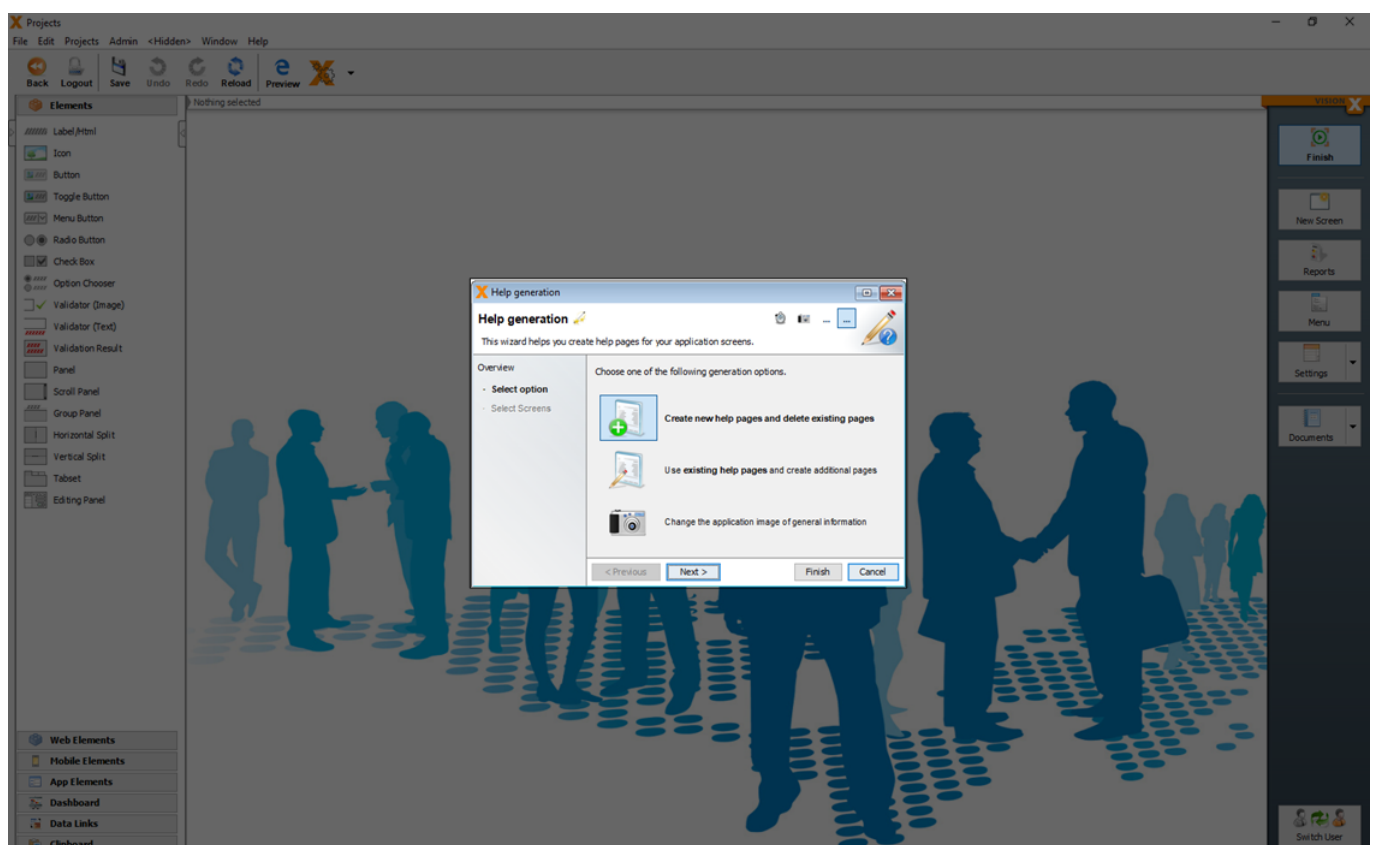 Projects
File Edit Projects Admin <Hidden> Window Help
Back Logout Save Undo Redo Reload Preview
Elements
Nothing selected
VISION X
Label/Html
Icon
Button
Toggle Button
Menu Button
Radio Button
Check Box
Option Chooser
Validator (Image)
Validator (Text)
Validation Result
Panel
Scroll Panel
Group Panel
Horizontal Split
Vertical Split
Tabset
Editing Panel
Web Elements
Mobile Elements
App Elements
Dashboard
Data Links
Clipboard
Help generation
Help generation
... ...
This wizard helps you create help pages for your application screens.
Overview
- Select option
- Select Screens
Choose one of the following generation options.
Create new help pages and delete existing pages
Use existing help pages and create additional pages
Change the application image of general information
< Previous Next > Finish Cancel
Finish
New Screen
Reports
Menu
Settings
Documents
Switch User